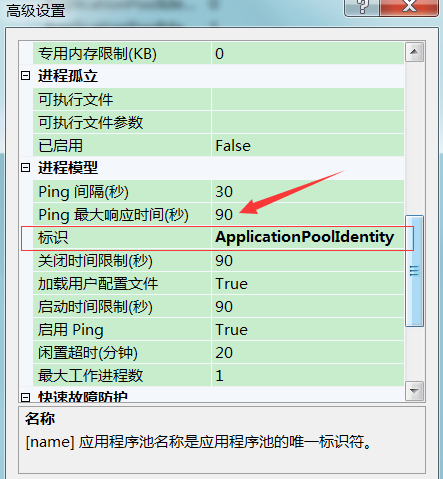 高级设置
专用内存限制(KB) 0
进程孤立
可执行文件
可执行文件参数
已启用 False
进程模型
Ping 间隔(秒) 30
Ping 最大响应时间(秒) 90
标识 ApplicationPoolIdentity
关闭时间限制(秒) 90
加载用户配置文件 True
启动时间限制(秒) 90
启用 Ping True
闲置超时(分钟) 20
最大工作进程数 1
快速故障防护
名称
[name] 应用程序池名称是应用程序池的唯一标识符。